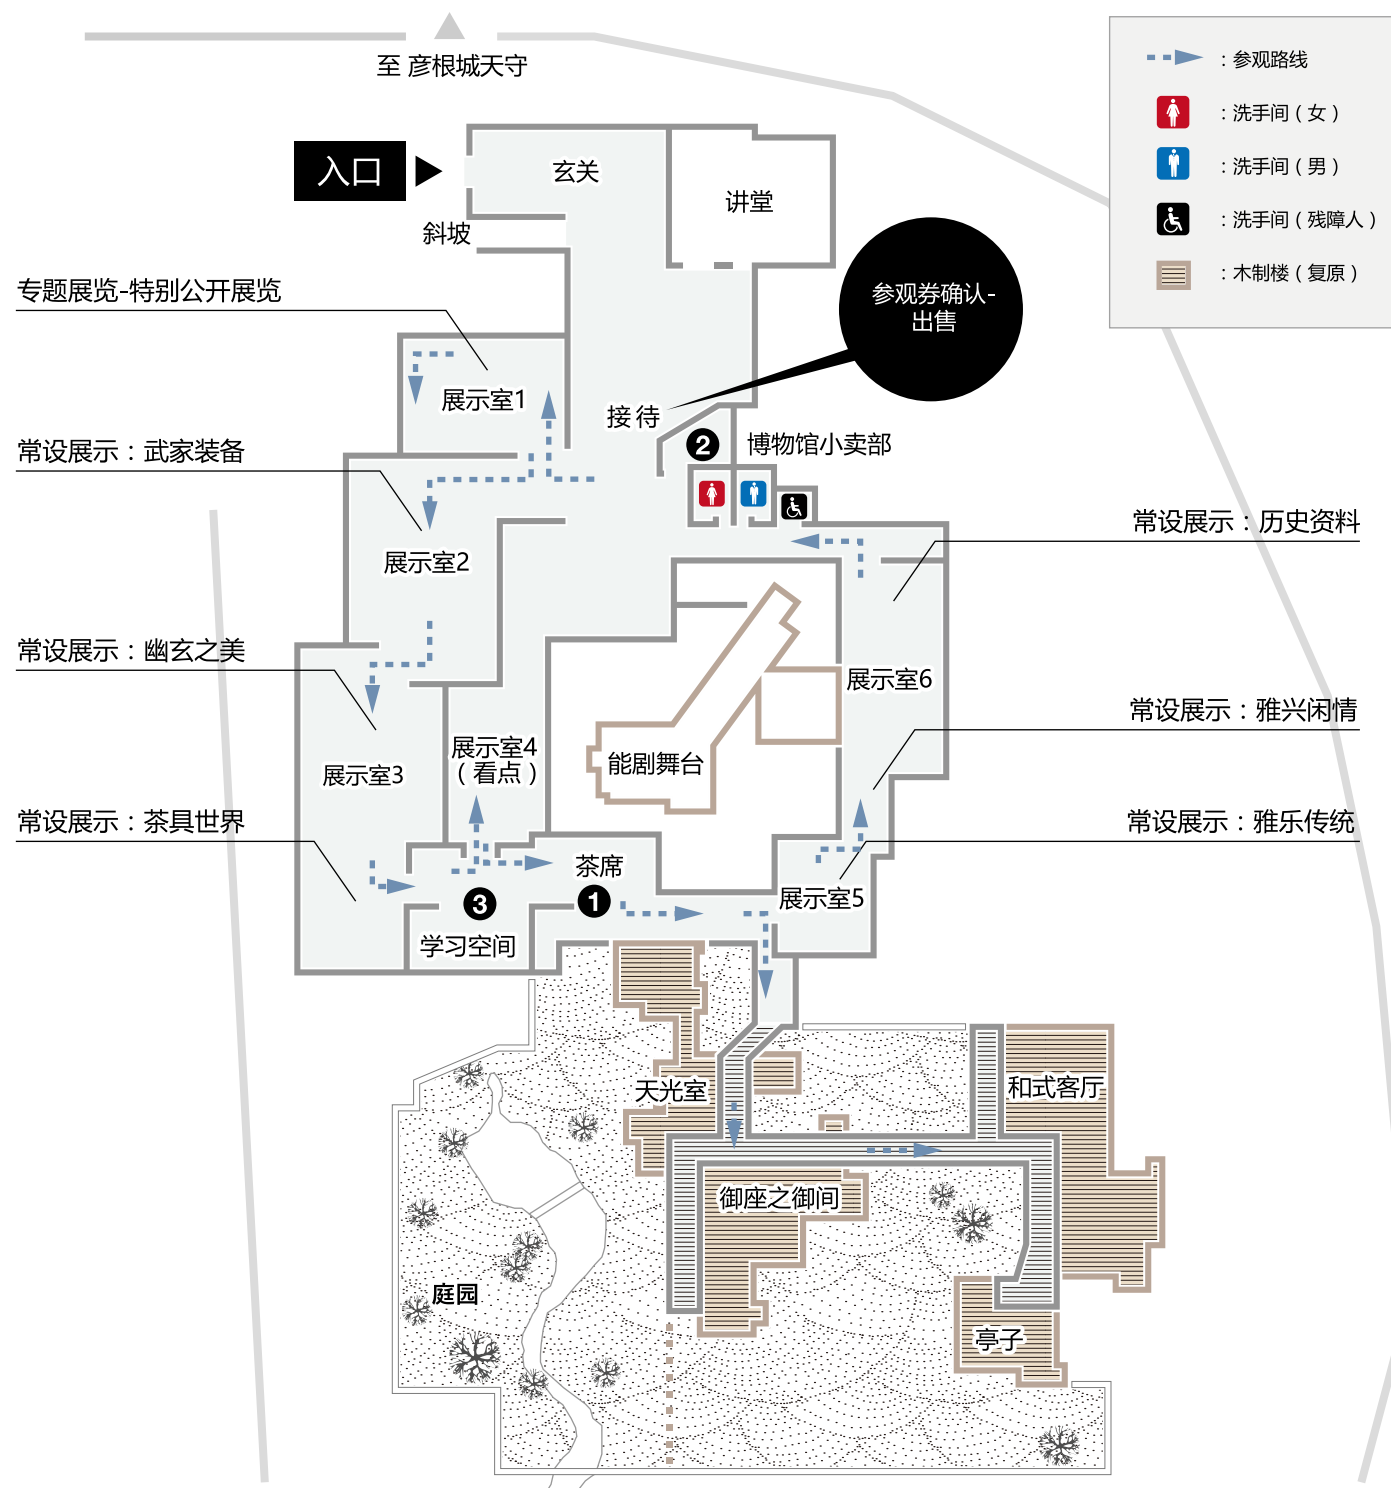 至 彦根城天守
：参观路线
：洗手间（女）
：洗手间（男）
：洗手间（残障人）
：木制楼（复原）
入口
玄关
讲堂
斜坡
专题展览-特别公开展览
参观券确认-
出售
展示室1
接待
常设展示：武家装备
2
博物馆小卖部
常设展示：历史资料
展示室2
常设展示：幽玄之美
展示室6
常设展示：雅兴闲情
展示室4
（看点）
能剧舞台
展示室3
常设展示：茶具世界
常设展示：雅乐传统
茶席
1
展示室5
3
学习空间
天光室
和式客厅
御座之御间
庭园
亭子